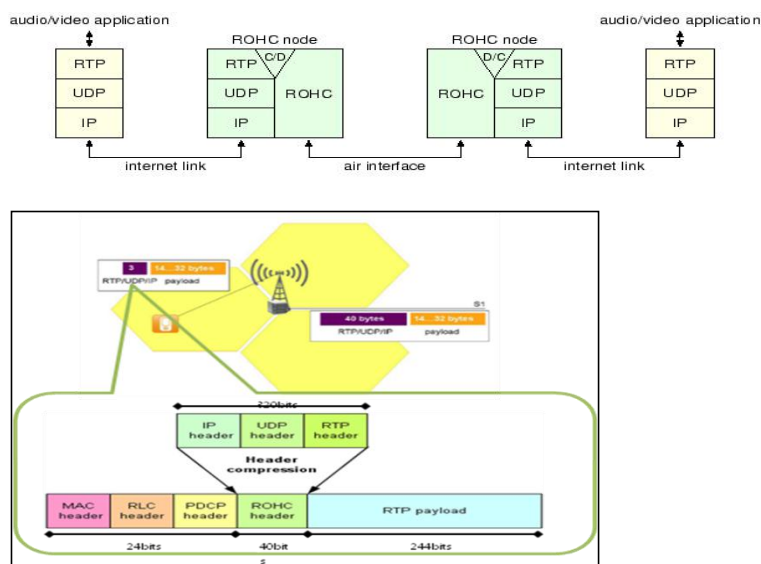 audio/video application
audio/video application
ROHC node
ROHC node
RTP
RTP
C/D
D/C
RTP
RTP
UDP
UDP
ROHC
ROHC
UDP
UDP
IP
IP
IP
IP
internet link
air interface
internet link
3
14...32 bytes
RTP/UDP/IP
payload
S1
40 bytes
14...32 bytes
RTP/UDP/IP
payload
320bits
IP
header
UDP
header
RTP
header
Header
compression
MAC
header
RLC
header
PDCP
header
ROHC
header
RTP payload
24bits
40bit
s
244bits